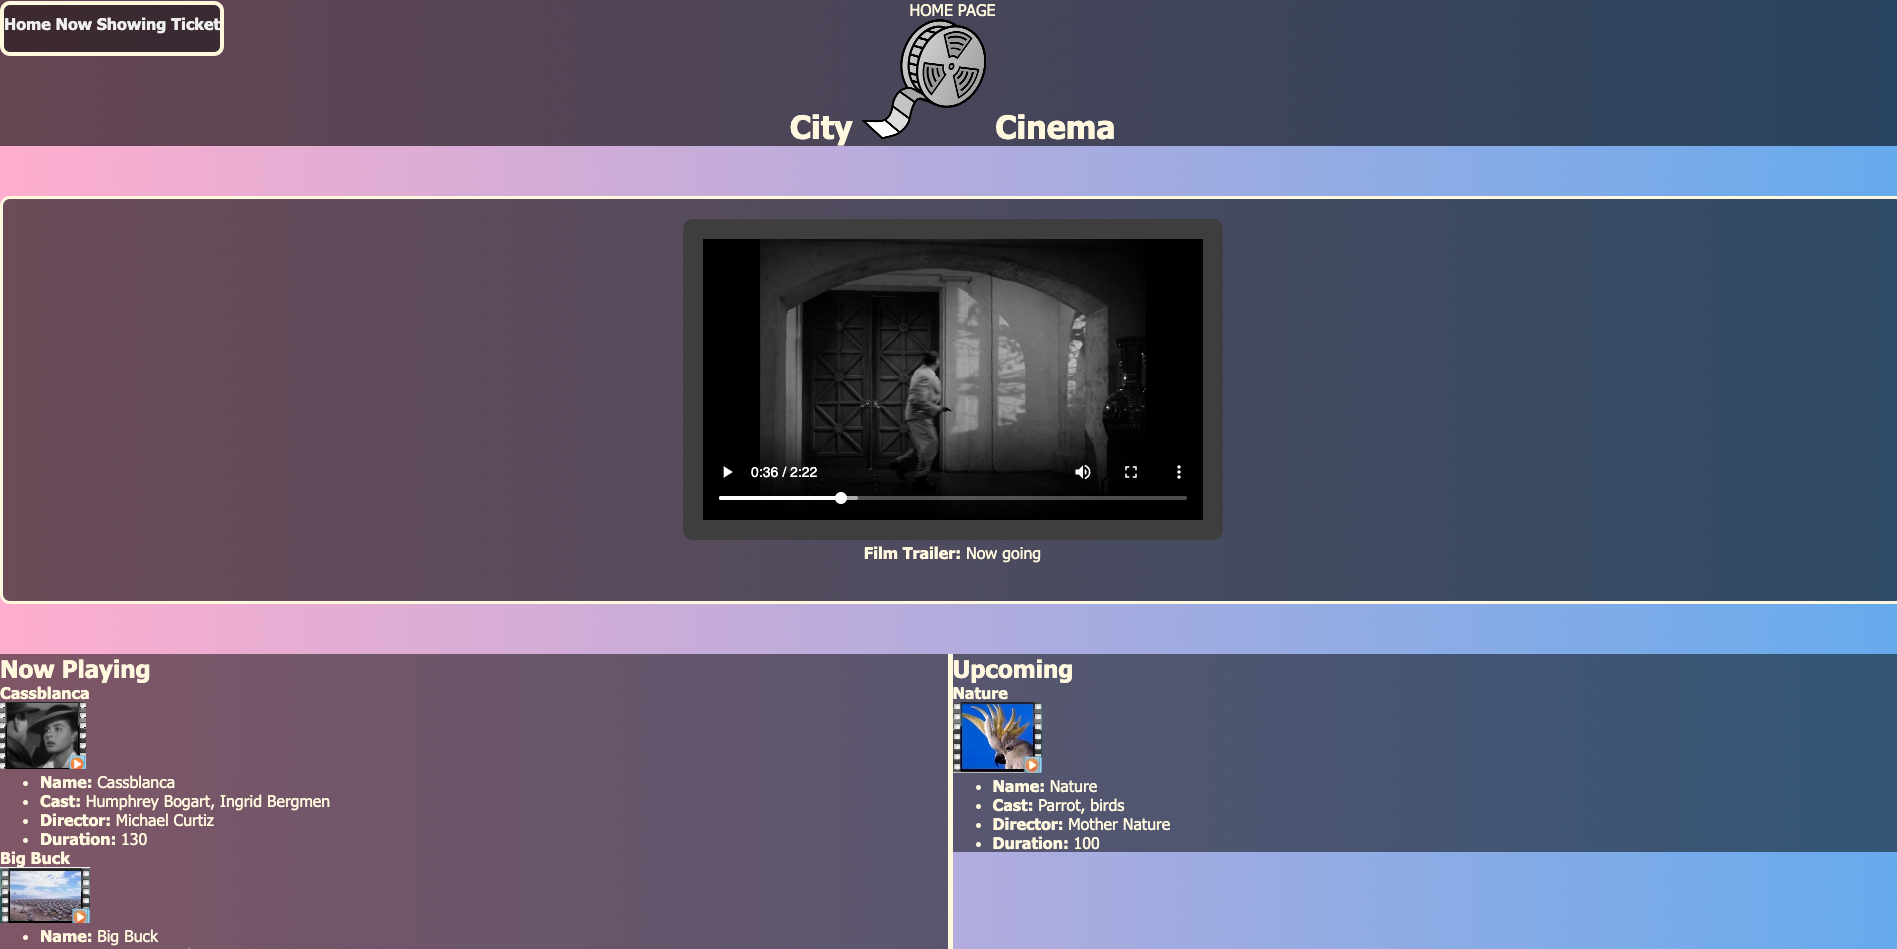 Home Now Showing Ticket
HOME PAGE
City Cinema
0:36 / 2:22
Film Trailer: Now going
Now Playing
Cassblanca
Name: Cassblanca
Cast: Humphrey Bogart, Ingrid Bergmen
Director: Michael Curtiz
Duration: 130
Big Buck
Name: Big Buck
Upcoming
Nature
Name: Nature
Cast: Parrot, birds
Director: Mother Nature
Duration: 100